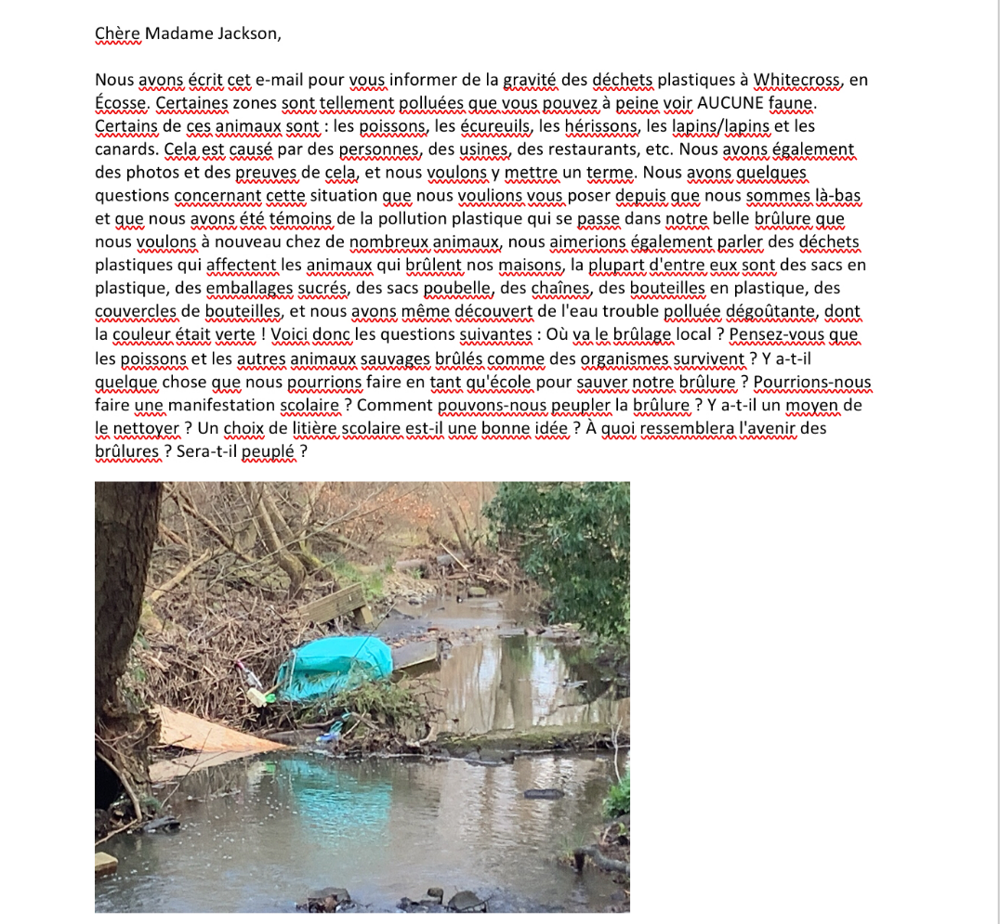 Chère Madame Jackson,
Nous avons écrit cet e-mail pour vous informer de la gravité des déchets plastiques à Whitecross, en
Écosse. Certaines zones sont tellement polluées que vous pouvez à peine voir AUCUNE faune.
Certains de ces animaux sont : les poissons, les écureuils, les hérissons, les lapins/lapins et les
canards. Cela est causé par des personnes, des usines, des restaurants, etc. Nous avons également
des photos et des preuves de cela, et nous voulons y mettre un terme. Nous avons quelques
questions concernant cette situation que nous voulions vous poser depuis que nous sommes là-bas
et que nous avons été témoins de la pollution plastique qui se passe dans notre belle brûlure que
nous voulons à nouveau chez de nombreux animaux, nous aimerions également parler des déchets
plastiques qui affectent les animaux qui brûlent nos maisons, la plupart d'entre eux sont des sacs en
plastique, des emballages sucrés, des sacs poubelle, des chaînes, des bouteilles en plastique, des
couvercles de bouteilles, et nous avons même découvert de l'eau trouble polluée dégoûtante, dont
la couleur était verte ! Voici donc les questions suivantes : Où va le brûlage local ? Pensez-vous que
les poissons et les autres animaux sauvages brûlés comme des organismes survivent ? Y a-t-il
quelque chose que nous pourrions faire en tant qu'école pour sauver notre brûlure ? Pourrions-nous
faire une manifestation scolaire ? Comment pouvons-nous peupler la brûlure ? Y a-t-il un moyen de
le nettoyer ? Un choix de litière scolaire est-il une bonne idée ? À quoi ressemblera l'avenir des
brûlures ? Sera-t-il peuplé ?